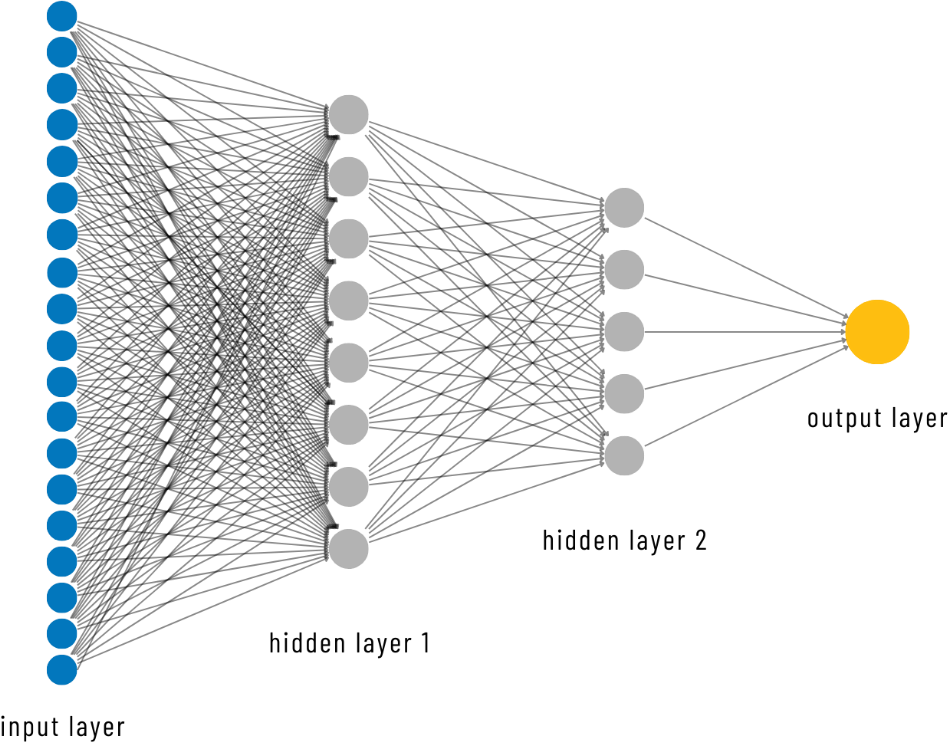 output layer
hidden layer 2
hidden layer 1
input layer